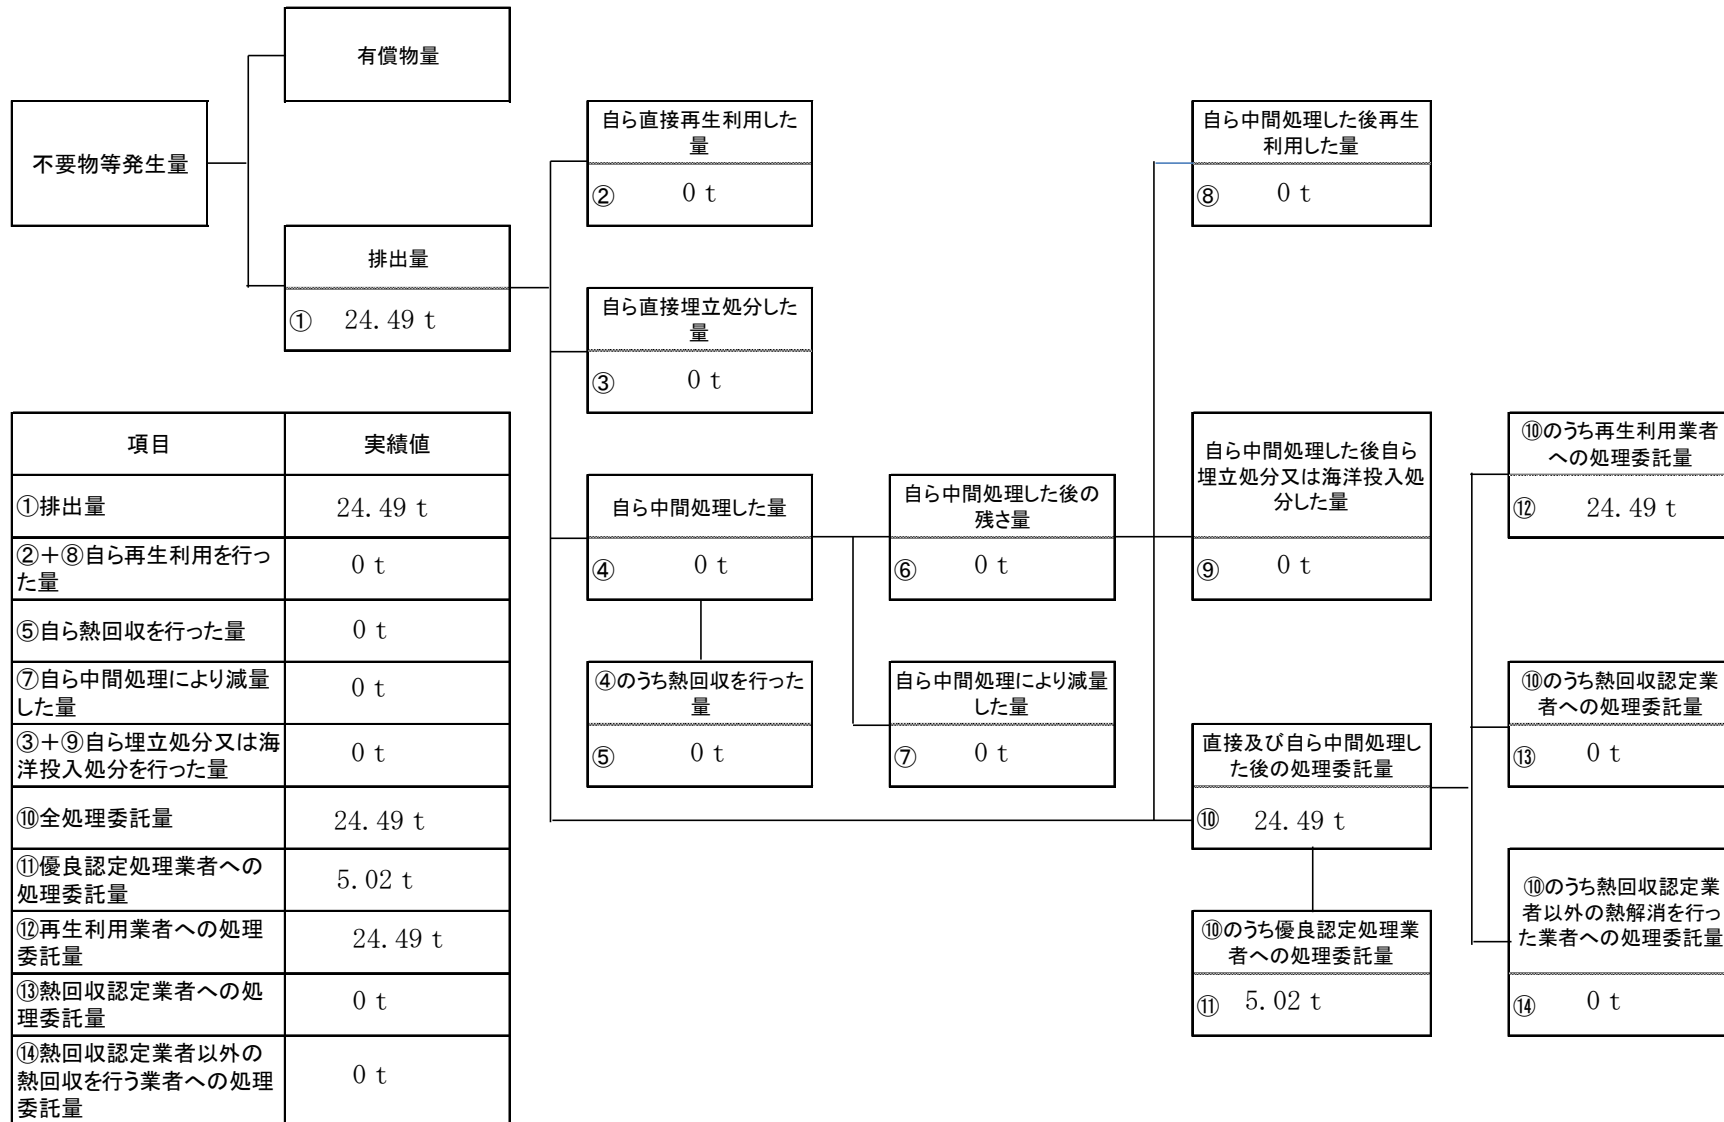 有償物量
不要物等発生量
排出量
① 24.49 t
自ら直接再生利用した
量
② 0 t
自ら直接埋立処分した
量
③ 0 t
自ら中間処理した量
④ 0 t
④のうち熱回収を行った
量
⑤ 0 t
自ら中間処理した後の
残さ量
⑥ 0 t
自ら中間処理により減量
した量
⑦ 0 t
自ら中間処理した後再生
利用した量
⑧ 0 t
自ら中間処理した後自ら
埋立処分又は海洋投入処
分した量
⑨ 0 t
直接及び自ら中間処理し
た後の処理委託量
⑩ 24.49 t
⑩のうち優良認定処理業
者への処理委託量
⑪ 5.02 t
⑩のうち再生利用業者
への処理委託量
⑫ 24.49 t
⑩のうち熱回収認定業
者への処理委託量
⑬ 0 t
⑩のうち熱回収認定業
者以外の熱解消を行っ
た業者への処理委託量
⑭ 0 t
項目 実績値
①排出量 24.49 t
②＋⑧自ら再生利用を行っ
た量 0 t
⑤自ら熱回収を行った量 0 t
⑦自ら中間処理により減量
した量 0 t
③＋⑨自ら埋立処分又は海
洋投入処分を行った量 0 t
⑩全処理委託量 24.49 t
⑪優良認定処理業者への
処理委託量 5.02 t
⑫再生利用業者への処理
委託量 24.49 t
⑬熱回収認定業者への処
理委託量 0 t
⑭熱回収認定業者以外の
熱回収を行う業者への処理
委託量 0 t